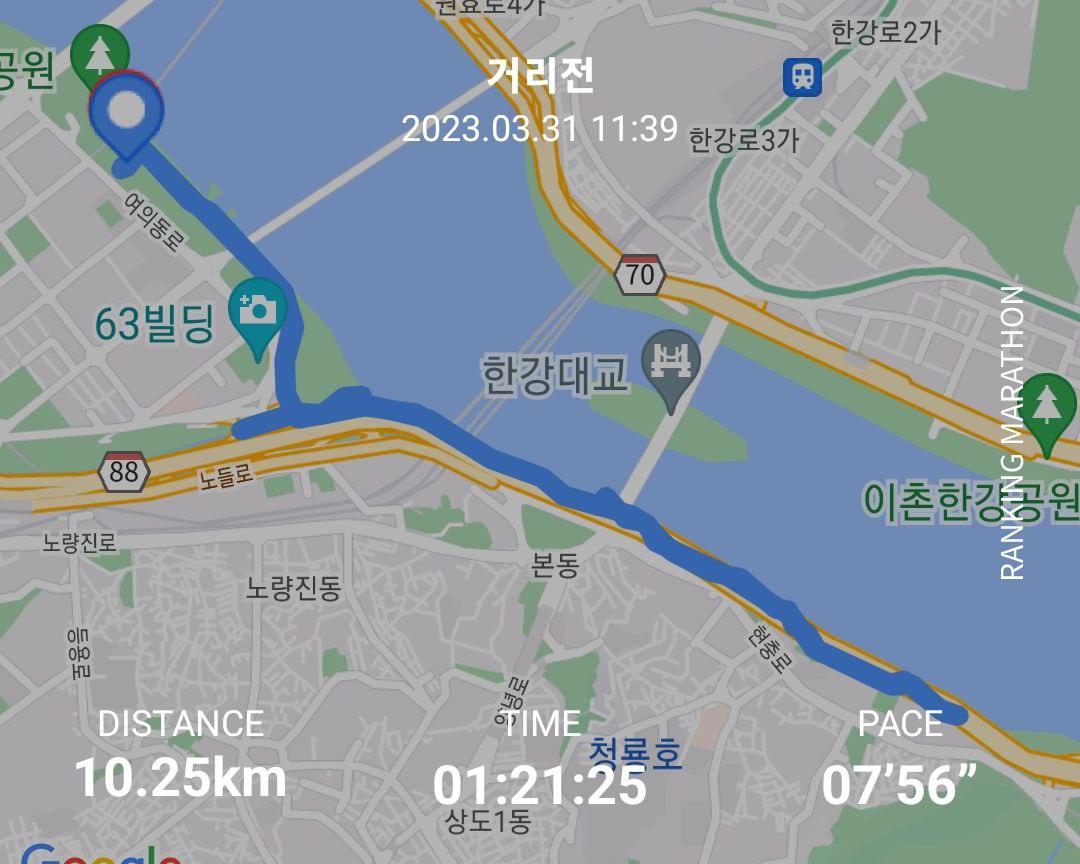 원효로4가
한강로2가
공원
거리전
2023.03.31 11:39
한강로3가
여의동로
70
63빌딩
한강대교
RANKING MARATHON
이촌한강공원
88
노들로
노량진로
본동
노량진동
등용로
현충로
양녕로
DISTANCE
TIME
PACE
청룡호
10.25km
01:21:25
07’56”
상도1동
Google